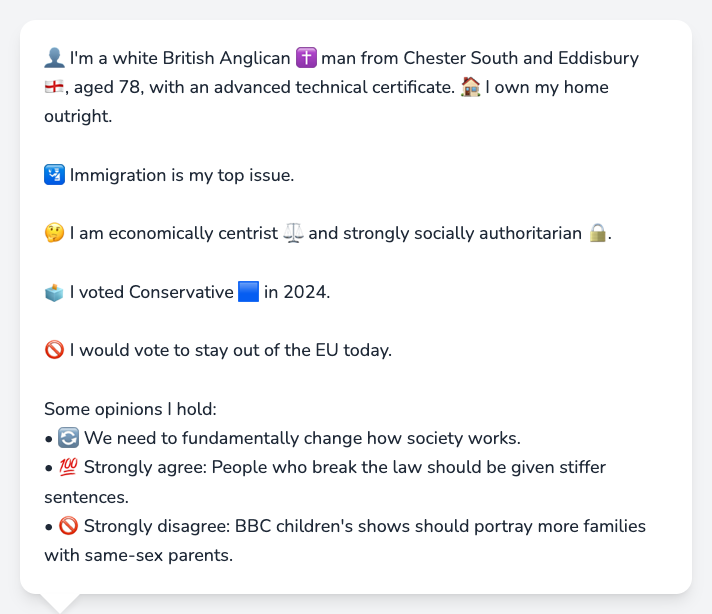 👤 I'm a white British Anglican ✝️ man from Chester South and Eddisbury
🏴󠁧󠁢󠁥󠁮󠁧󠁿, aged 78, with an advanced technical certificate. 🏠 I own my home
outright.
🛂 Immigration is my top issue.
🤔 I am economically centrist ⚖️ and strongly socially authoritarian 🔒.
🗳️ I voted Conservative 🟦 in 2024.
🚫 I would vote to stay out of the EU today.
Some opinions I hold:
• 🔄 We need to fundamentally change how society works.
• 💯 Strongly agree: People who break the law should be given stiffer
sentences.
• 🚫 Strongly disagree: BBC children's shows should portray more families
with same-sex parents.